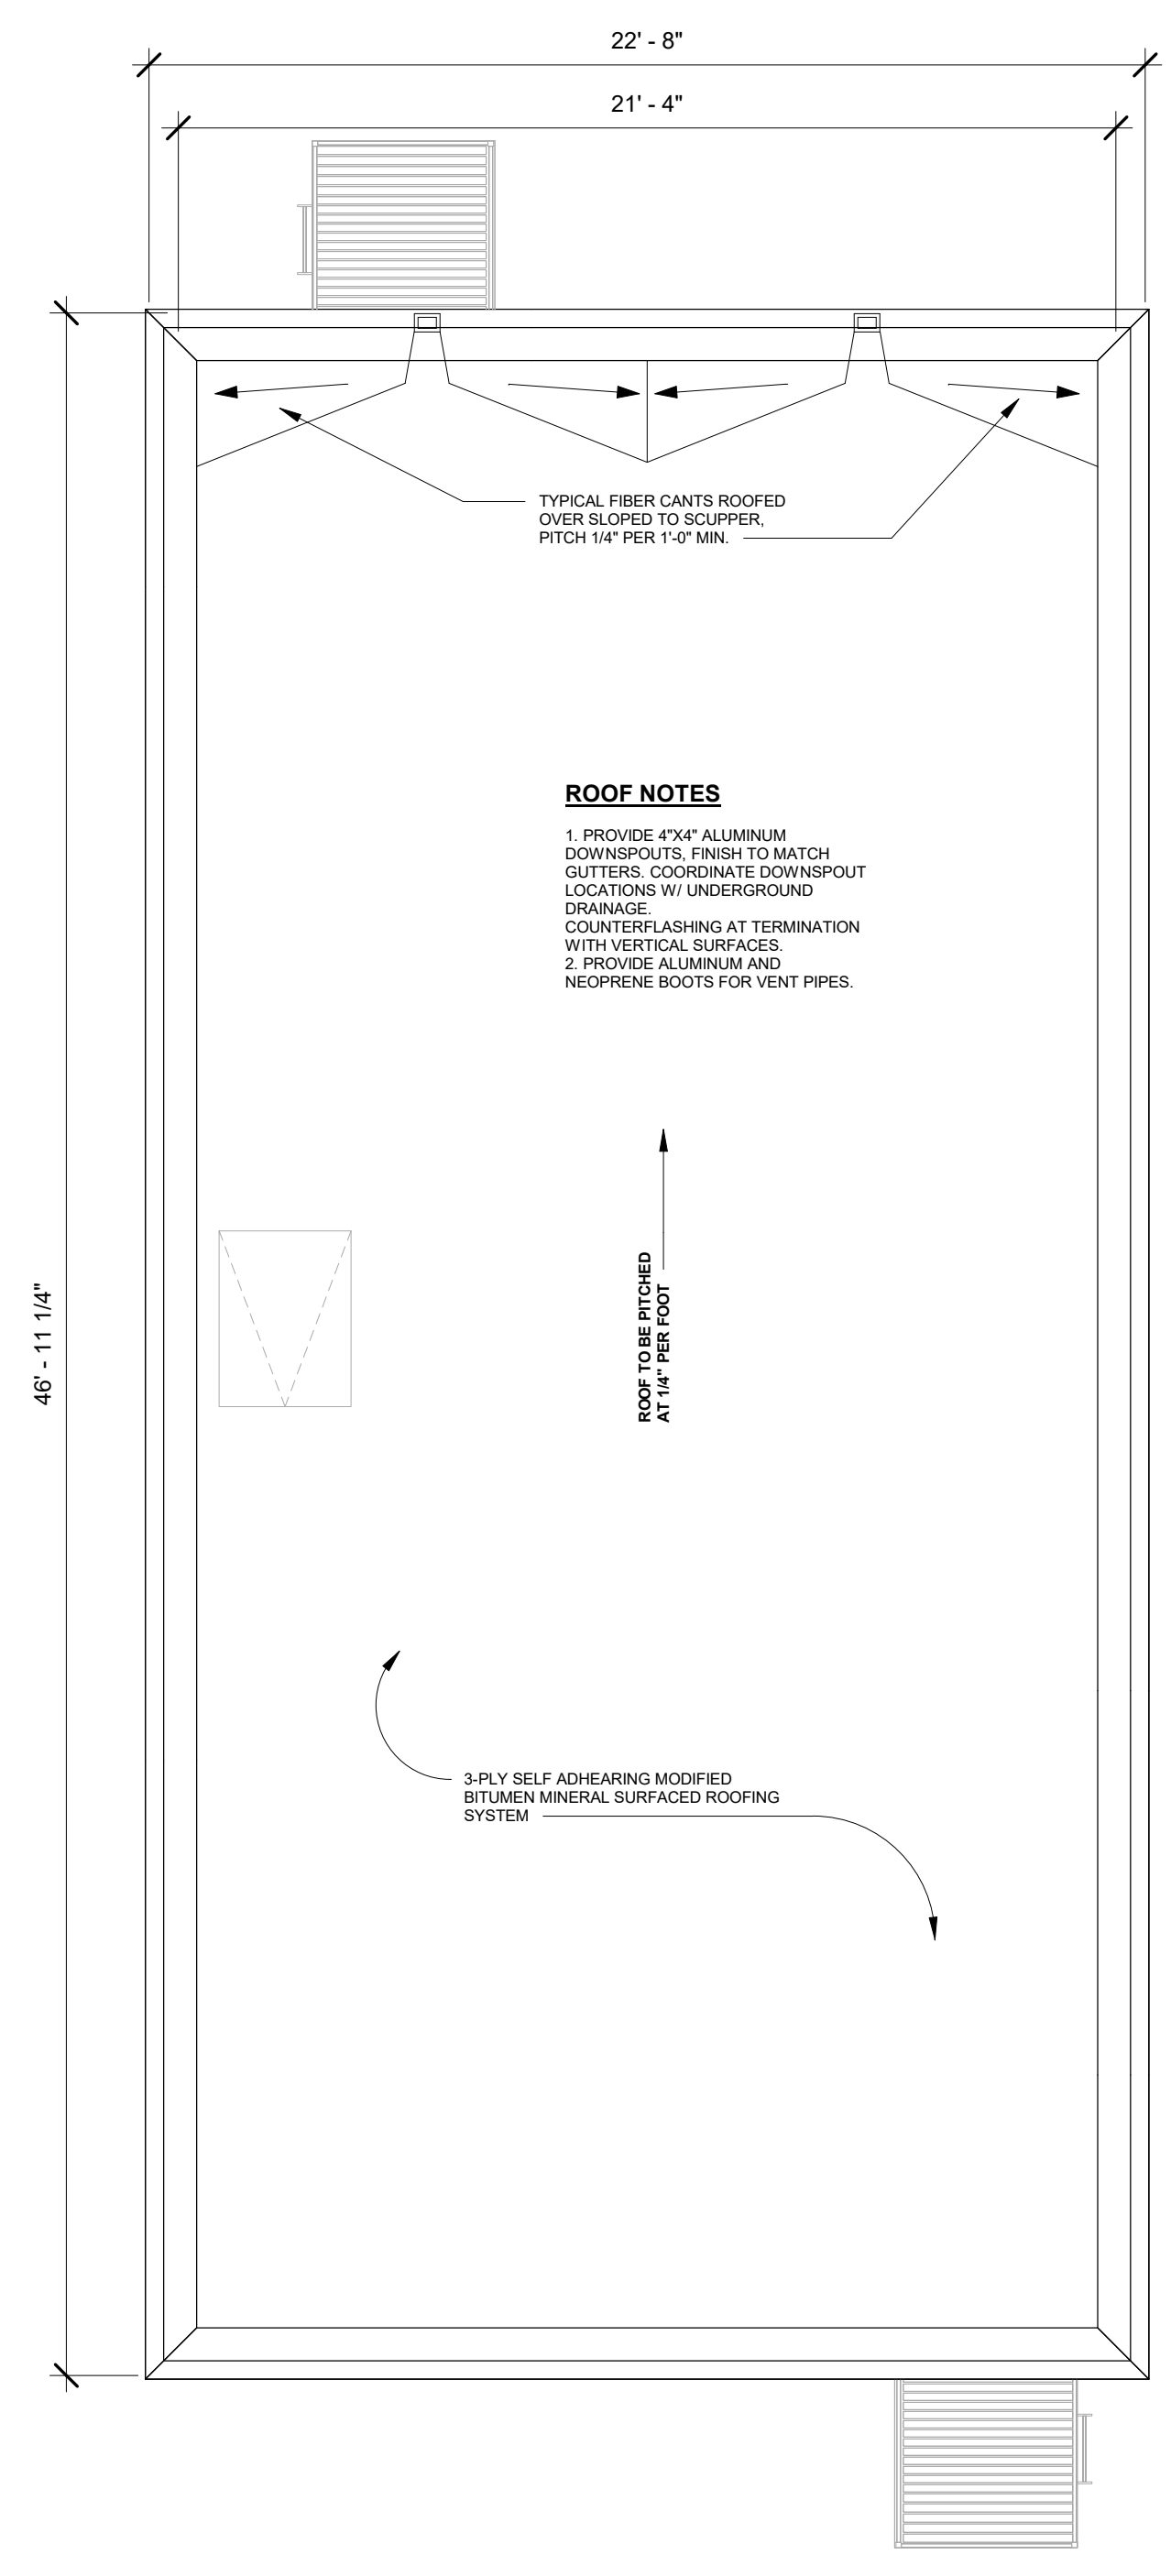 22' - 8"
21' - 4"
TYPICAL FIBER CANTS ROOFED
OVER SLOPED TO SCUPPER,
PITCH 1/4" PER 1'-0" MIN.
ROOF NOTES
1. PROVIDE 4"X4" ALUMINUM
DOWNSPOUTS, FINISH TO MATCH
GUTTERS. COORDINATE DOWNSPOUT
LOCATIONS W/ UNDERGROUND
DRAINAGE.
COUNTERFLASHING AT TERMINATION
WITH VERTICAL SURFACES.
2. PROVIDE ALUMINUM AND
NEOPRENE BOOTS FOR VENT PIPES.
46' - 11 1/4"
ROOF TO BE PITCHED
AT 1/4" PER FOOT
3-PLY SELF ADHEARING MODIFIED
BITUMEN MINERAL SURFACED ROOFING
SYSTEM